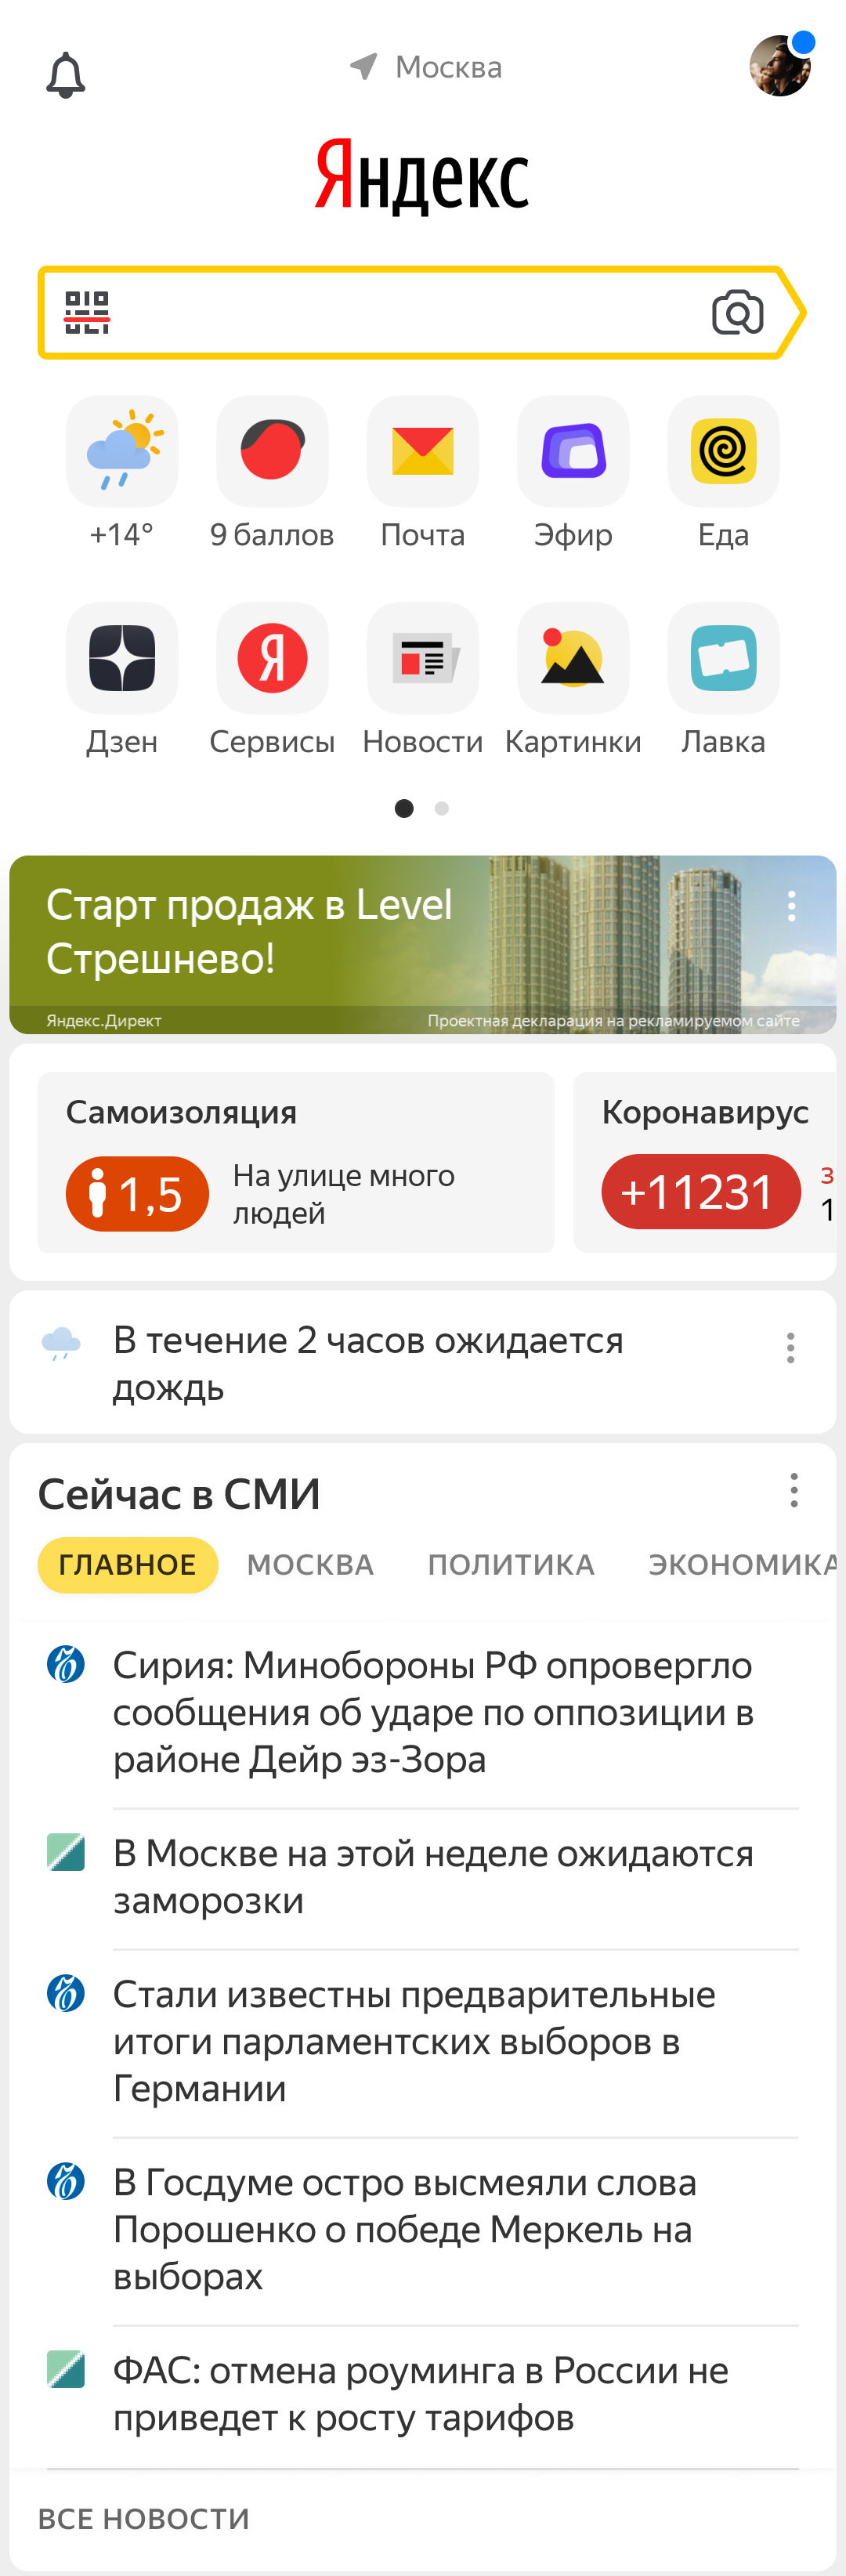 Москва
Яндекс
+14°
9 баллов
Почта
Эфир
Еда
Я
Дзен
Сервисы
Новости
Картинки
Лавка
Старт продаж в Level
Стрешнево!
Яндекс.Директ
Проектная декларация на рекламируемом сайте
Самоизоляция
1,5
На улице много
людей
Коронавирус
+11231
З
1
В течение 2 часов ожидается
дождь
Сейчас в СМИ
ГЛАВНОЕ
МОСКВА
ПОЛИТИКА
ЭКОНОМИКА
Сирия: Минобороны РФ опровергло
сообщения об ударе по оппозиции в
районе Дейр эз-Зора
В Москве на этой неделе ожидаются
заморозки
Стали известны предварительные
итоги парламентских выборов в
Германии
В Госдуме остро высмеяли слова
Порошенко о победе Меркель на
выборах
ФАС: отмена роуминга в России не
приведет к росту тарифов
ВСЕ НОВОСТИ